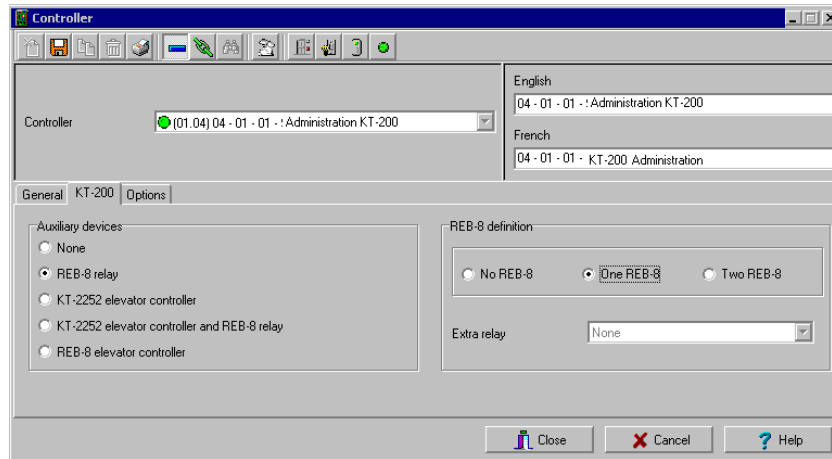 Controller
English
04 - 01 - 01 - : Administration KT-200
Controller
(01.04) 04 - 01 - 01 - : Administration KT-200
French
04 - 01 - 01 - KT-200 Administration
General KT-200 Options
Auxiliary devices
None
REB-8 relay
KT-2252 elevator controller
KT-2252 elevator controller and REB-8 relay
REB-8 elevator controller
REB-8 definition
No REB-8 One REB-8 Two REB-8
Extra relay None
Close Cancel Help